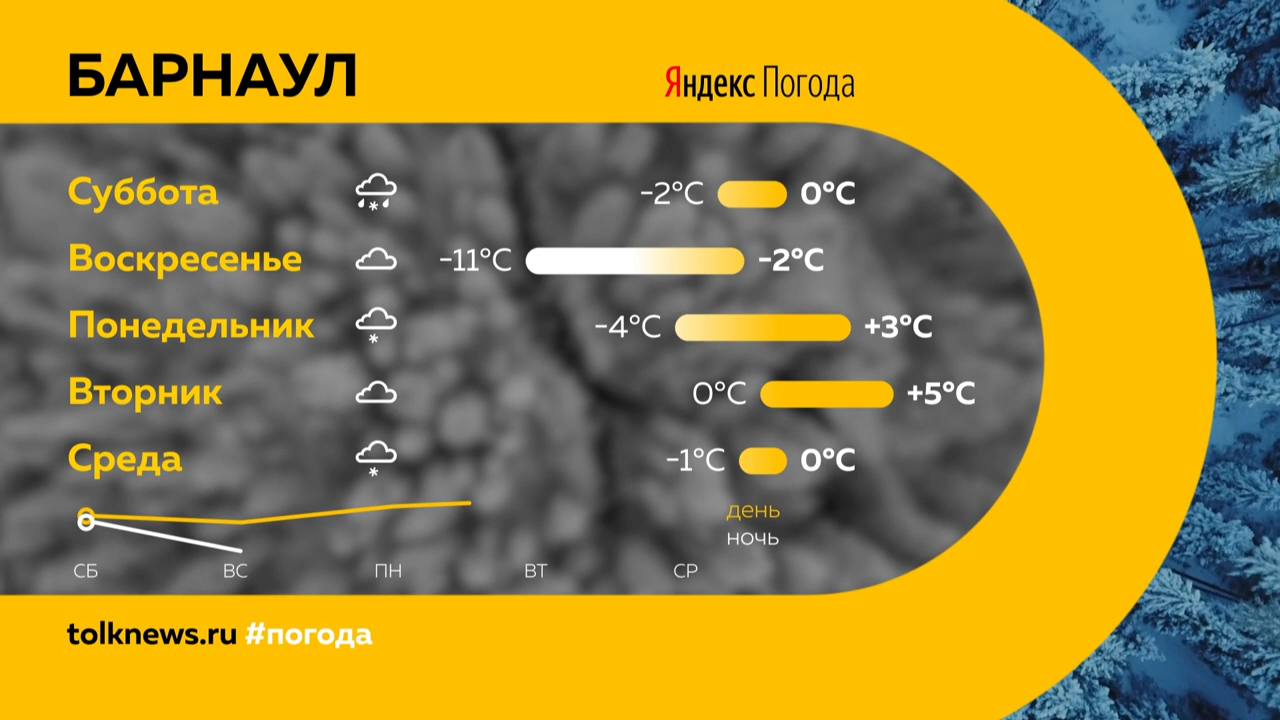 БАРНАУЛ
Яндекс Погода
Суббота -2°C 0°C
Воскресенье -11°C -2°C
Понедельник -4°C +3°C
Вторник 0°C +5°C
Среда -1°C 0°C
день
ночь
СБ ВС ПН ВТ СР
tolknews.ru #погода